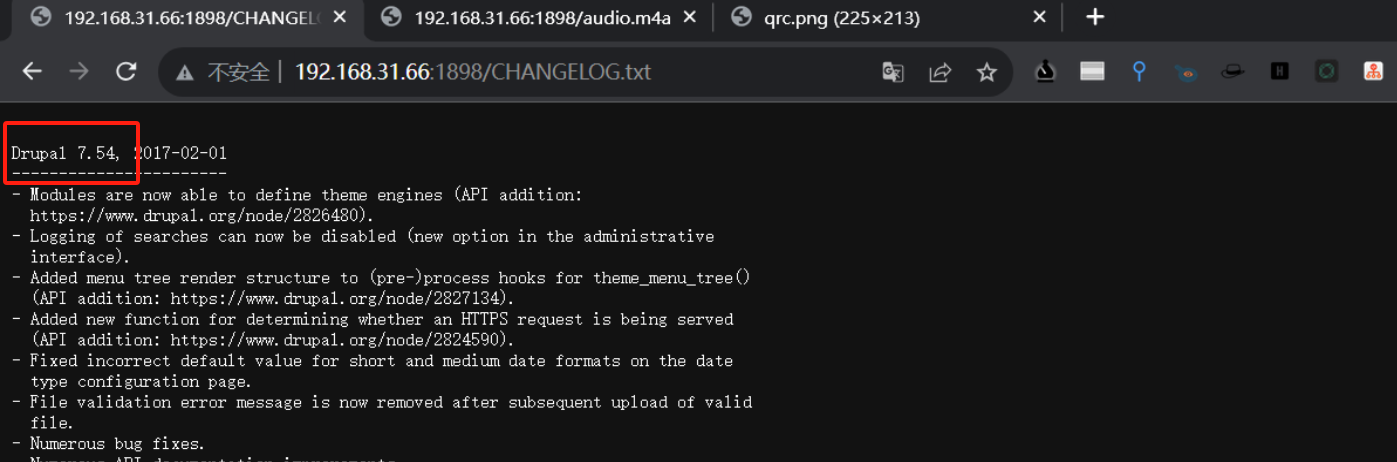 192.168.31.66:1898/CHANGEL
192.168.31.66:1898/audio.m4a
qrc.png (225×213)
不安全 192.168.31.66:1898/CHANGELOG.txt
Drupal 7.54, 2017-02-01
-----------------------
- Modules are now able to define theme engines (API addition:
https://www.drupal.org/node/2826480).
- Logging of searches can now be disabled (new option in the administrative
interface).
- Added menu tree render structure to (pre-)process hooks for theme_menu_tree()
(API addition: https://www.drupal.org/node/2827134).
- Added new function for determining whether an HTTPS request is being served
(API addition: https://www.drupal.org/node/2824590).
- Fixed incorrect default value for short and medium date formats on the date
type configuration page.
- File validation error message is now removed after subsequent upload of valid
file.
- Numerous bug fixes.
- Numerous API documentation improvements.